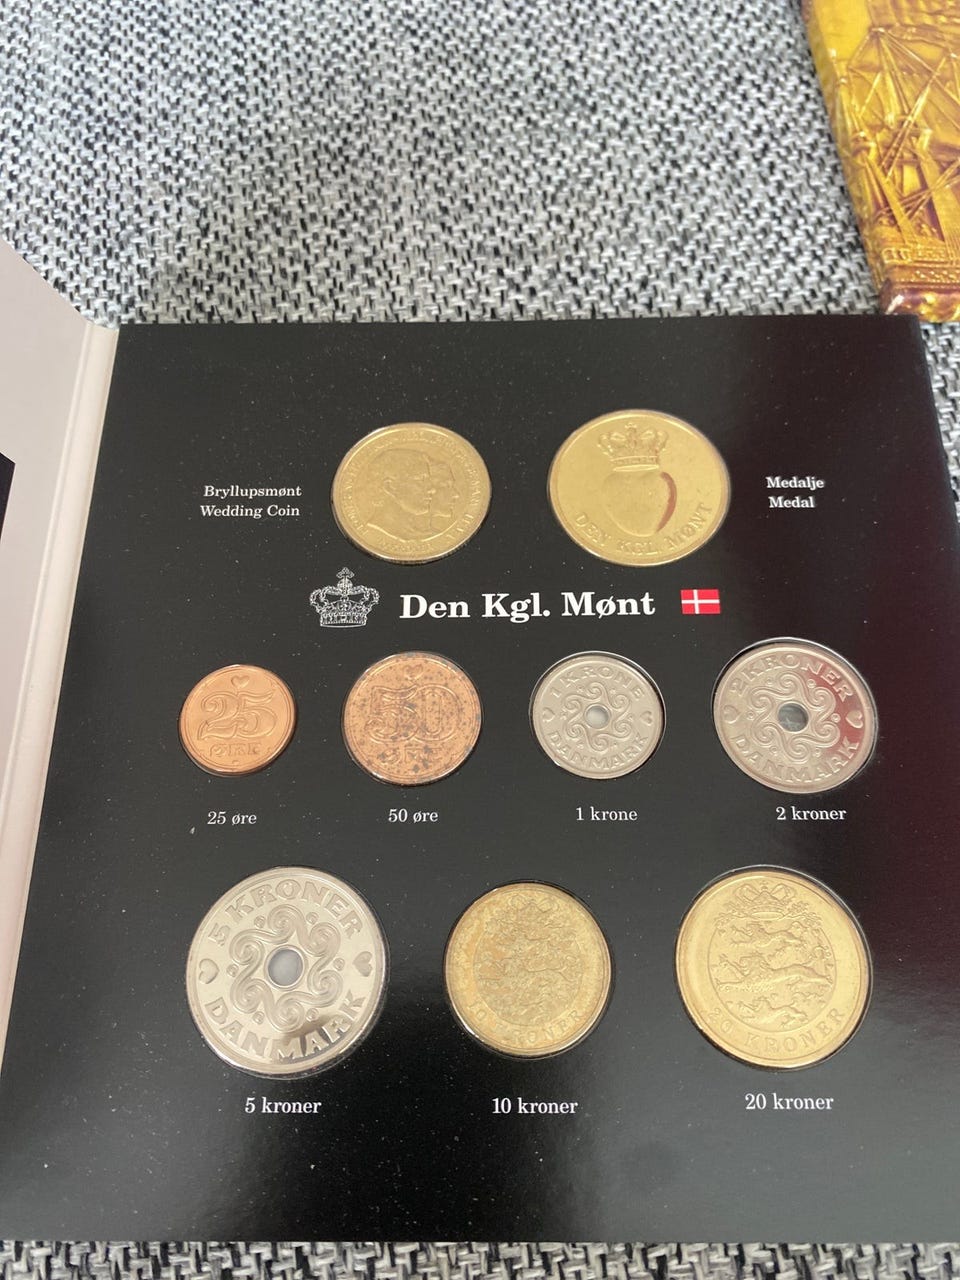 Bryllupsmønt
Wedding Coin
Medalje
Medal
DEN KGL. MØNT
Den Kgl. Mønt
25
ØRE
50
1 KRONE
DANMARK
2 KRONER
DANMARK
25 øre
50 øre
1 krone
2 kroner
5 KRONER
DANMARK
10 KRONER
20 KRONER
5 kroner
10 kroner
20 kroner